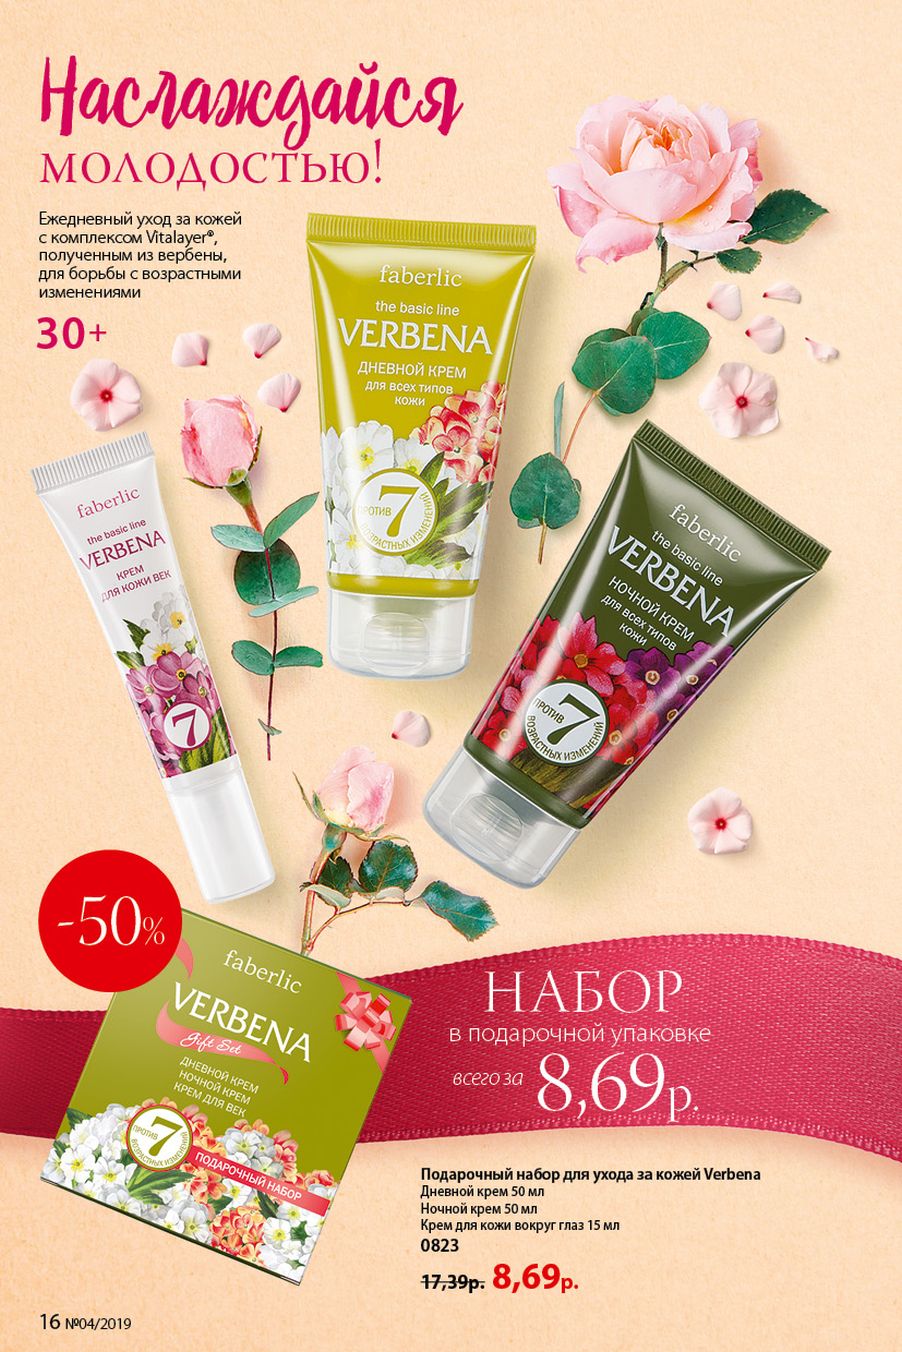 Наслаждайся
МОЛОДОСТЬЮ!
Ежедневный уход за кожей
с комплексом Vitalayer®,
полученным из вербены,
для борьбы с возрастными
изменениями
30+
faberlic
the basic line
VERBENA
ДНЕВНОЙ КРЕМ
для всех типов
кожи
ПРОТИВ
7
ВОЗРАСТНЫХ ИЗМЕНЕНИЙ
faberlic
the basic line
VERBENA
КРЕМ
ДЛЯ КОЖИ ВЕК
7
faberlic
the basic line
VERBENA
НОЧНОЙ КРЕМ
для всех типов
кожи
ПРОТИВ
7
ВОЗРАСТНЫХ ИЗМЕНЕНИЙ
-50%
faberlic
VERBENA
Gift Set
ДНЕВНОЙ КРЕМ
НОЧНОЙ КРЕМ
КРЕМ ДЛЯ ВЕК
ПРОТИВ
7
ВОЗРАСТНЫХ ИЗМЕНЕНИЙ
ПОДАРОЧНЫЙ НАБОР
НАБОР
в подарочной упаковке
всего за 8,69р.
Подарочный набор для ухода за кожей Verbena
Дневной крем 50 мл
Ночной крем 50 мл
Крем для кожи вокруг глаз 15 мл
0823
17,39р. 8,69р.
16 №04/2019